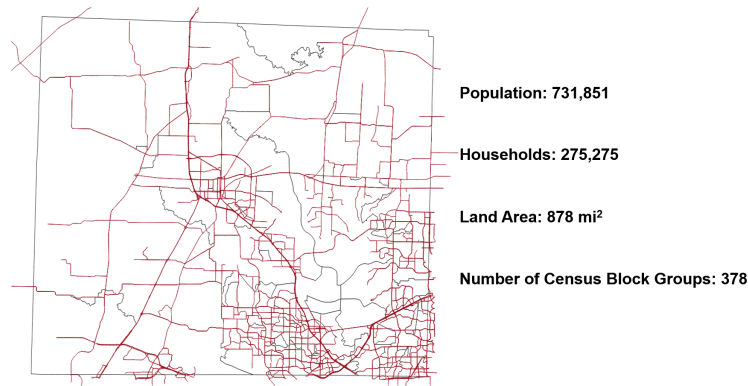 Population: 731,851
Households: 275,275
Land Area: 878 mi²
Number of Census Block Groups: 378